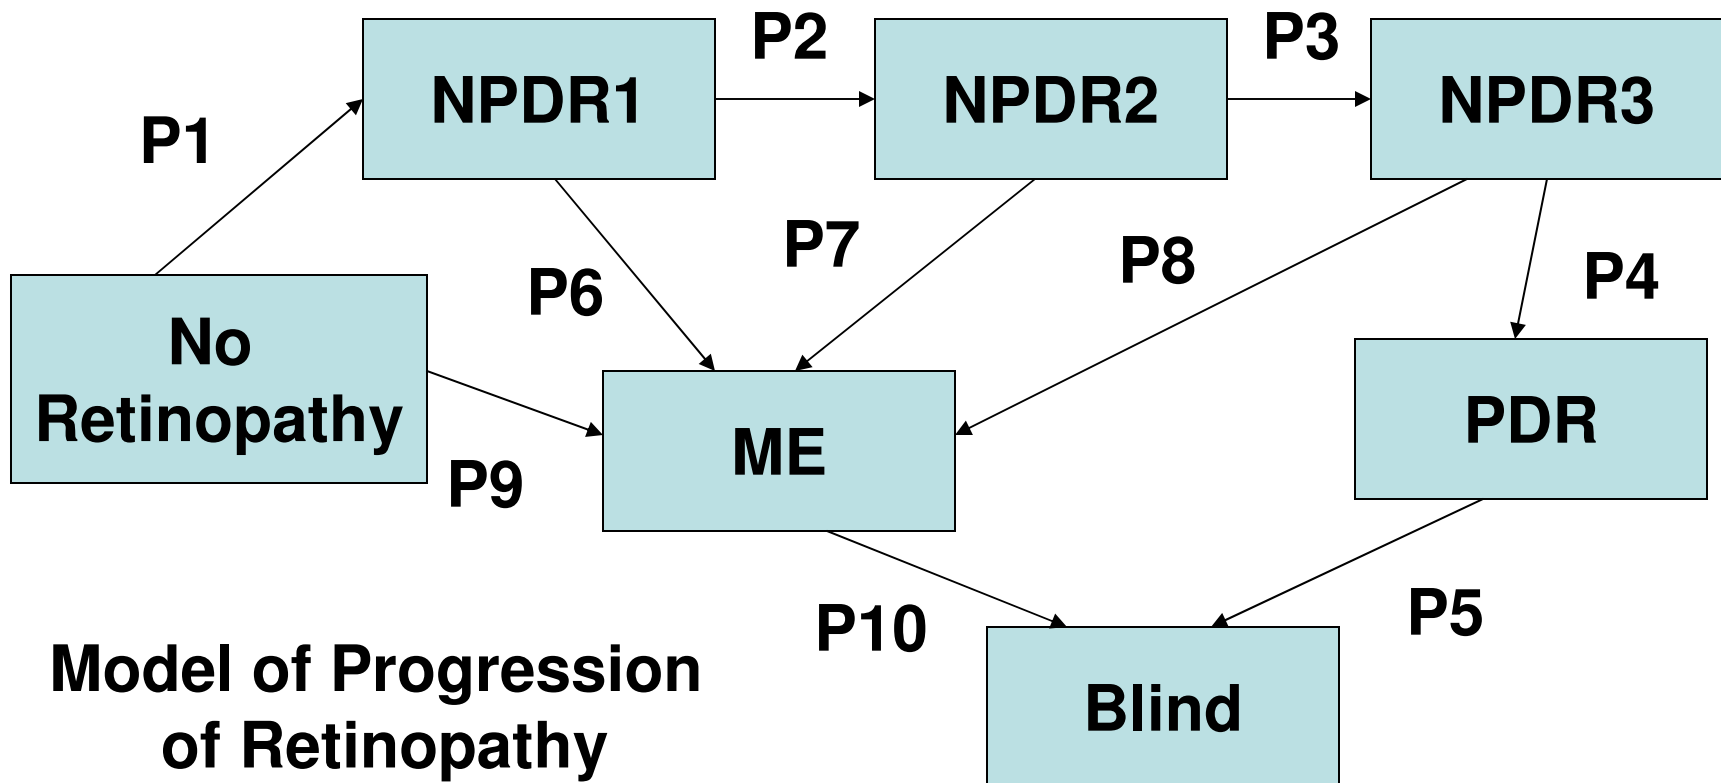 P2
P3
NPDR1
NPDR2
NPDR3
P1
P7
P8
P6
P4
No
Retinopathy
ME
PDR
P9
P10
P5
Model of Progression
of Retinopathy
Blind